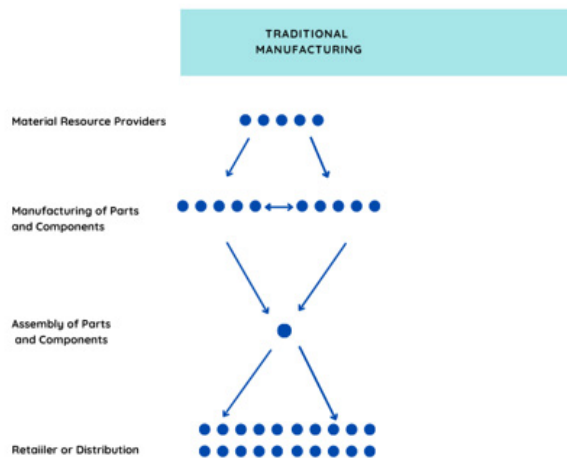 TRADITIONAL
MANUFACTURING
Material Resource Providers
Manufacturing of Parts
and Components
Assembly of Parts
and Components
Retaiiler or Distribution